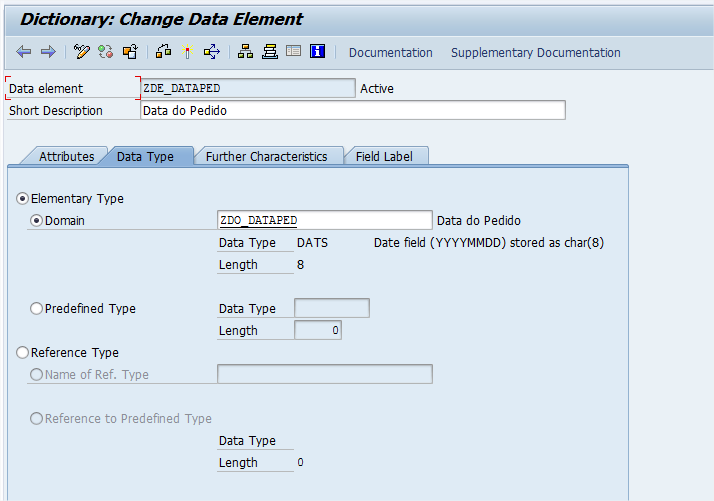 Dictionary: Change Data Element
Documentation Supplementary Documentation
Data element ZDE_DATAPED Active
Short Description Data do Pedido
Attributes Data Type Further Characteristics Field Label
Elementary Type
Domain ZDO_DATAPED Data do Pedido
Data Type DATS Date field (YYYYMMDD) stored as char(8)
Length 8
Predefined Type Data Type
Length 0
Reference Type
Name of Ref. Type
Reference to Predefined Type
Data Type
Length 0